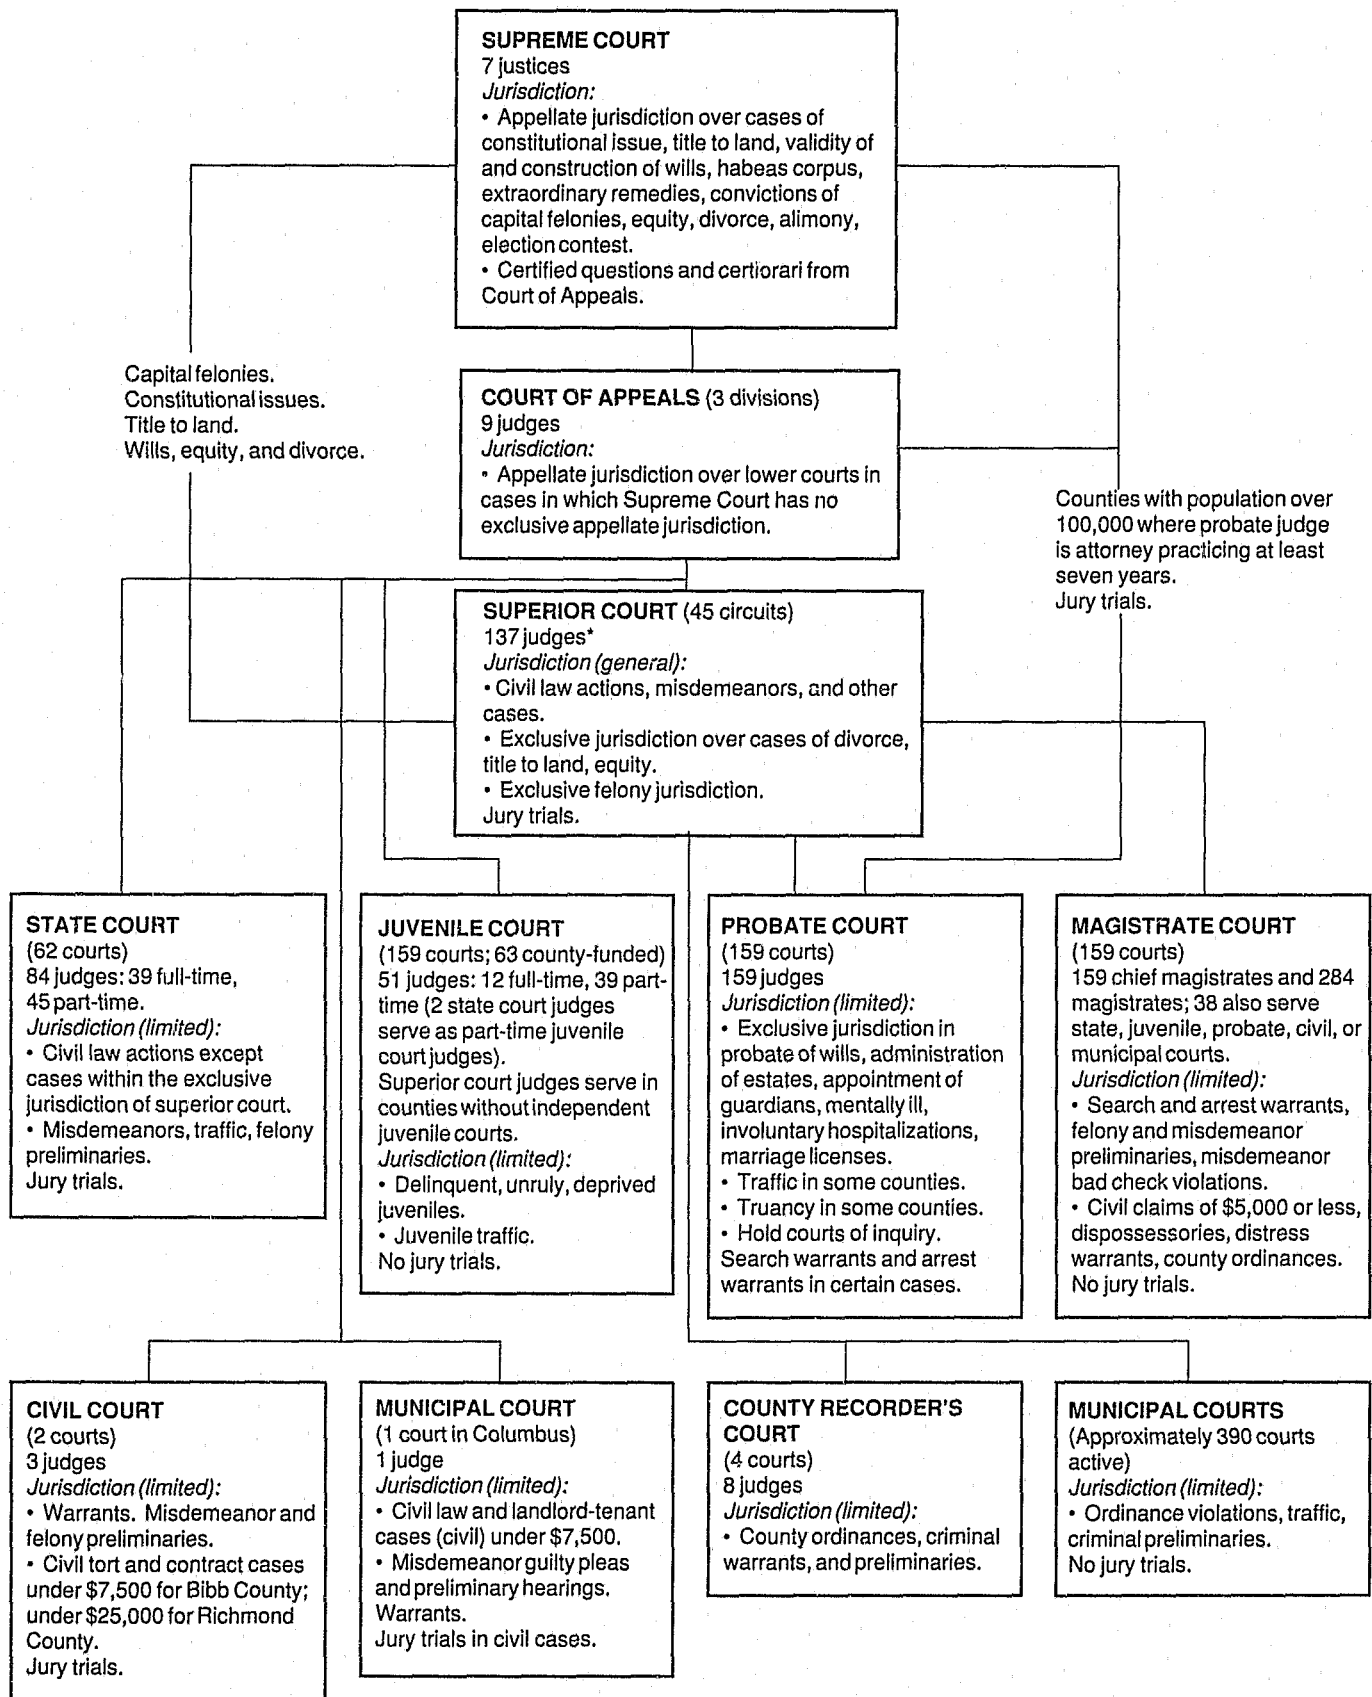 SUPREME COURT
7 justices
Jurisdiction:
• Appellate jurisdiction over cases of
constitutional issue, title to land, validity of
and construction of wills, habeas corpus,
extraordinary remedies, convictions of
capital felonies, equity, divorce, alimony,
election contest.
• Certified questions and certiorari from
Court of Appeals.
Capital felonies.
Constitutional issues.
Title to land.
Wills, equity, and divorce.
COURT OF APPEALS (3 divisions)
9 judges
Jurisdiction:
• Appellate jurisdiction over lower courts in
cases in which Supreme Court has no
exclusive appellate jurisdiction.
Counties with population over
100,000 where probate judge
is attorney practicing at least
seven years.
Jury trials.
SUPERIOR COURT (45 circuits)
137 judges*
Jurisdiction (general):
• Civil law actions, misdemeanors, and other
cases.
• Exclusive jurisdiction over cases of divorce,
title to land, equity.
• Exclusive felony jurisdiction.
Jury trials.
STATE COURT
(62 courts)
84 judges: 39 full-time,
45 part-time.
Jurisdiction (limited):
• Civil law actions except
cases within the exclusive
jurisdiction of superior court.
• Misdemeanors, traffic, felony
preliminaries.
Jury trials.
JUVENILE COURT
(159 courts; 63 county-funded)
51 judges: 12 full-time, 39 part-
time (2 state court judges
serve as part-time juvenile
court judges).
Superior court judges serve in
counties without independent
juvenile courts.
Jurisdiction (limited):
• Delinquent, unruly, deprived
juveniles.
• Juvenile traffic.
No jury trials.
PROBATE COURT
(159 courts)
159 judges
Jurisdiction (limited):
• Exclusive jurisdiction in
probate of wills, administration
of estates, appointment of
guardians, mentally ill,
involuntary hospitalizations,
marriage licenses.
• Traffic in some counties.
• Truancy in some counties.
• Hold courts of inquiry.
Search warrants and arrest
warrants in certain cases.
MAGISTRATE COURT
(159 courts)
159 chief magistrates and 284
magistrates; 38 also serve
state, juvenile, probate, civil, or
municipal courts.
Jurisdiction (limited):
• Search and arrest warrants,
felony and misdemeanor
preliminaries, misdemeanor
bad check violations.
• Civil claims of $5,000 or less,
dispossessories, distress
warrants, county ordinances.
No jury trials.
CIVIL COURT
(2 courts)
3 judges
Jurisdiction (limited):
• Warrants. Misdemeanor and
felony preliminaries.
• Civil tort and contract cases
under $7,500 for Bibb County;
under $25,000 for Richmond
County.
Jury trials.
MUNICIPAL COURT
(1 court in Columbus)
1 judge
Jurisdiction (limited):
• Civil law and landlord-tenant
cases (civil) under $7,500.
• Misdemeanor guilty pleas
and preliminary hearings.
Warrants.
Jury trials in civil cases.
COUNTY RECORDER'S
COURT
(4 courts)
8 judges
Jurisdiction (limited):
• County ordinances, criminal
warrants, and preliminaries.
MUNICIPAL COURTS
(Approximately 390 courts
active)
Jurisdiction (limited):
• Ordinance violations, traffic,
criminal preliminaries.
No jury trials.